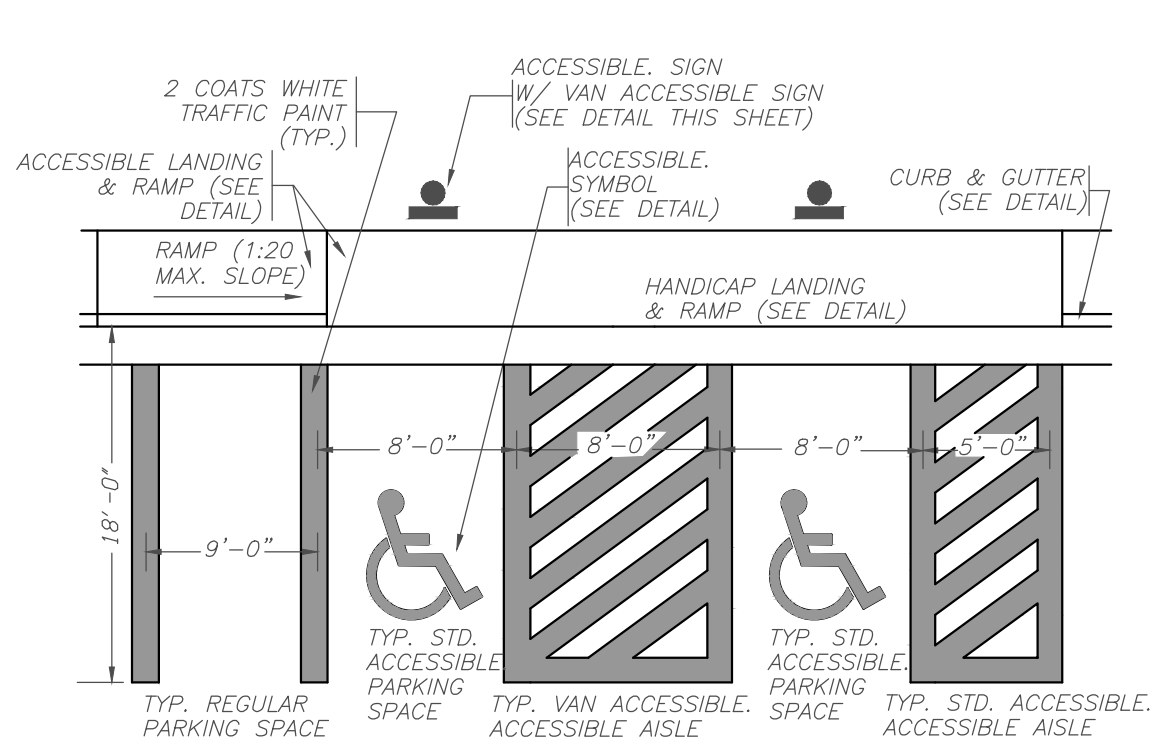 ACCESSIBLE. SIGN
W/ VAN ACCESSIBLE SIGN
(SEE DETAIL THIS SHEET)
2 COATS WHITE
TRAFFIC PAINT
(TYP.)
ACCESSIBLE LANDING
& RAMP (SEE
DETAIL)
ACCESSIBLE.
SYMBOL
(SEE DETAIL)
CURB & GUTTER
(SEE DETAIL)
RAMP (1:20
MAX. SLOPE)
HANDICAP LANDING
& RAMP (SEE DETAIL)
8'-0"
8'-0"
8'-0"
5'-0"
18'-0"
9'-0"
TYP. STD.
ACCESSIBLE.
PARKING
SPACE
TYP. STD.
ACCESSIBLE.
PARKING
SPACE
TYP. REGULAR
PARKING SPACE
TYP. VAN ACCESSIBLE.
ACCESSIBLE AISLE
TYP. STD. ACCESSIBLE.
ACCESSIBLE AISLE